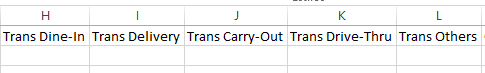 H I J K L
Trans Dine-In Trans Delivery Trans Carry-Out Trans Drive-Thru Trans Others